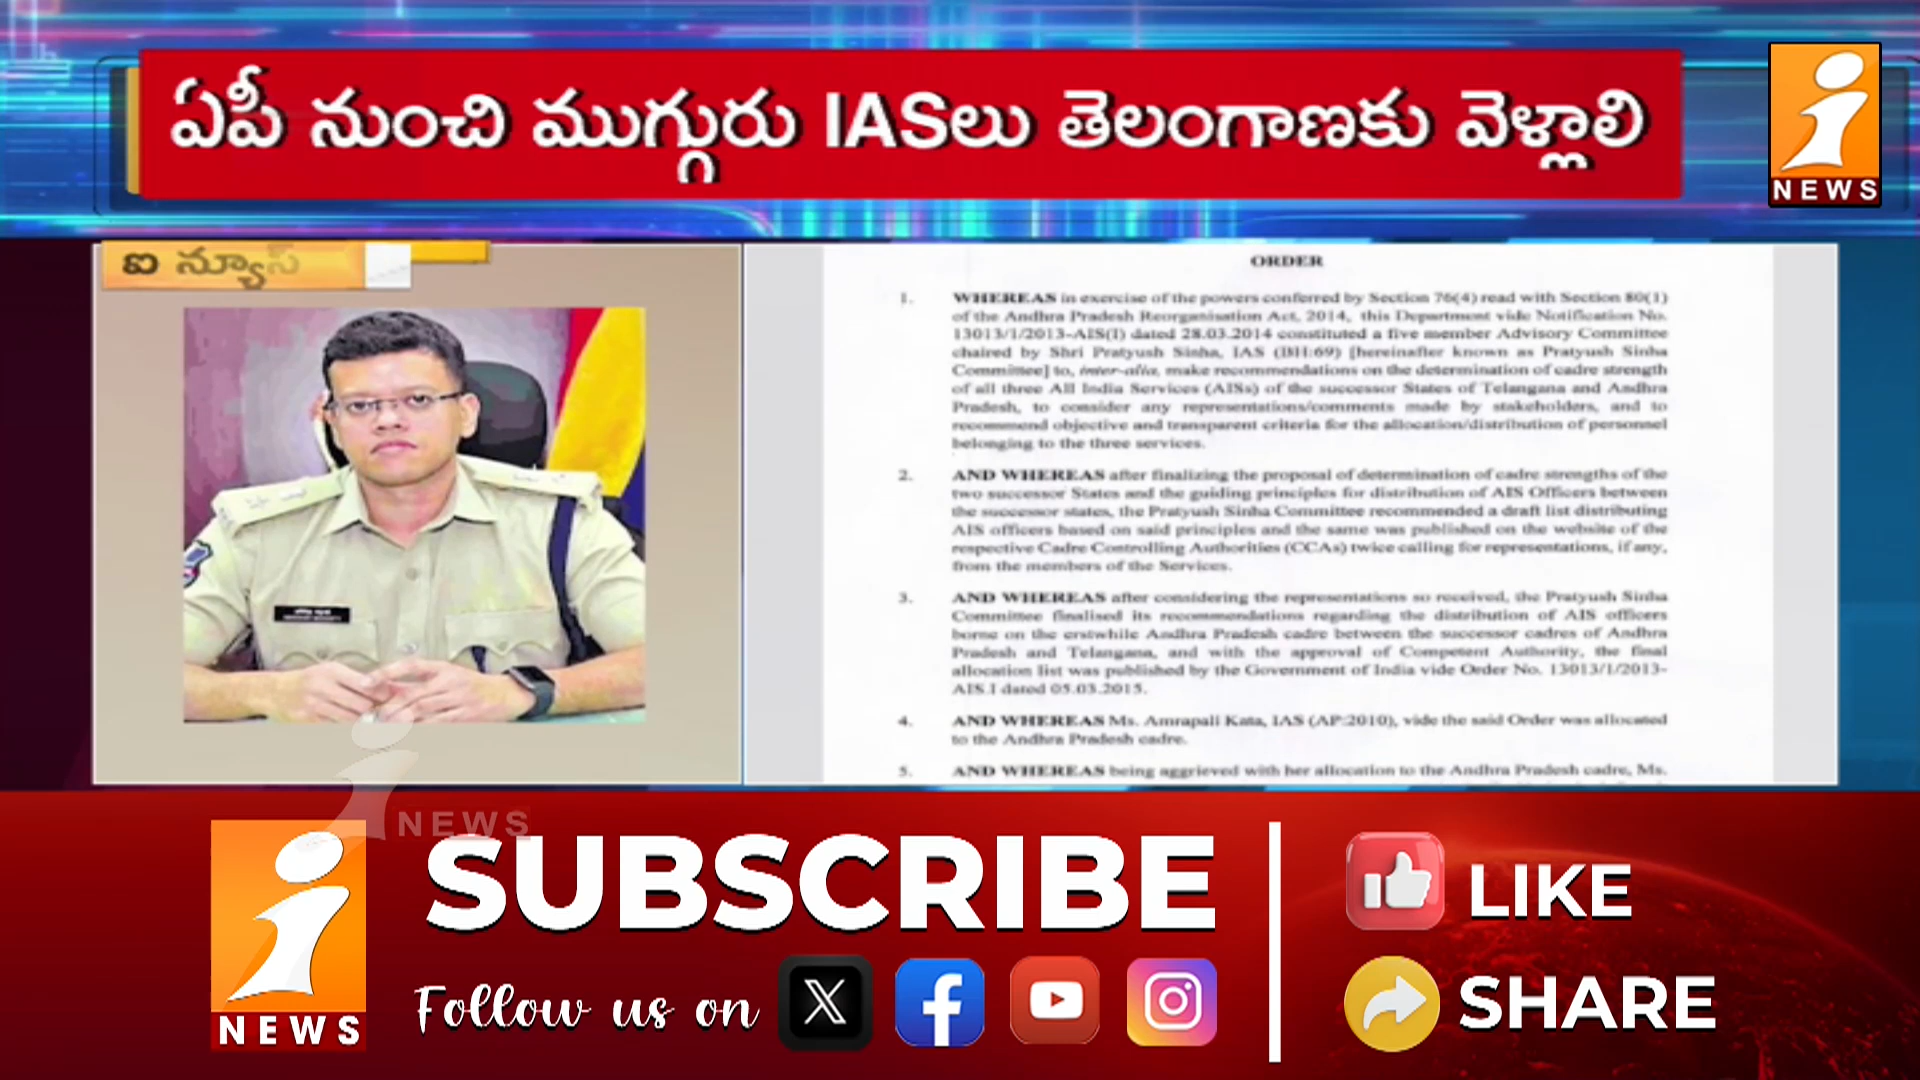 ఏపీ నుంచి ముగ్గురు IASలు తెలంగాణకు వెళ్లాలి
NEWS
ఐ న్యూస్
ORDER
1. WHEREAS in exercise of the powers conferred by Section 76(4) read with Section 80(1)
of the Andhra Pradesh Reorganisation Act, 2014, this Department vide Notification No.
13013/1/2013-AIS(I) dated 28.03.2014 constituted a five member Advisory Committee
chaired by Shri Pratyush Sinha, IAS (BH:69) [hereinafter known as Pratyush Sinha
Committee] to, inter-alia, make recommendations on the determination of cadre strength
of all three All India Services (AISs) of the successor States of Telangana and Andhra
Pradesh, to consider any representations/comments made by stakeholders, and to
recommend objective and transparent criteria for the allocation/distribution of personnel
belonging to the three services.
2. AND WHEREAS after finalizing the proposal of determination of cadre strengths of the
two successor States and the guiding principles for distribution of AIS Officers between
the successor states, the Pratyush Sinha Committee recommended a draft list distributing
AIS officers based on said principles and the same was published on the website of the
respective Cadre Controlling Authorities (CCAs) twice calling for representations, if any,
from the members of the Services.
3. AND WHEREAS after considering the representations so received, the Pratyush Sinha
Committee finalised its recommendations regarding the distribution of AIS officers
borne on the erstwhile Andhra Pradesh cadre between the successor cadres of Andhra
Pradesh and Telangana, and with the approval of Competent Authority, the final
allocation list was published by the Government of India vide Order No. 13013/1/2013-
AIS.I dated 05.03.2015.
4. AND WHEREAS Ms. Amrapali Kata, IAS (AP:2010), vide the said Order was allocated
to the Andhra Pradesh cadre.
5. AND WHEREAS being aggrieved with her allocation to the Andhra Pradesh cadre, Ms.
NEWS
SUBSCRIBE
LIKE
Follow us on
SHARE
NEWS